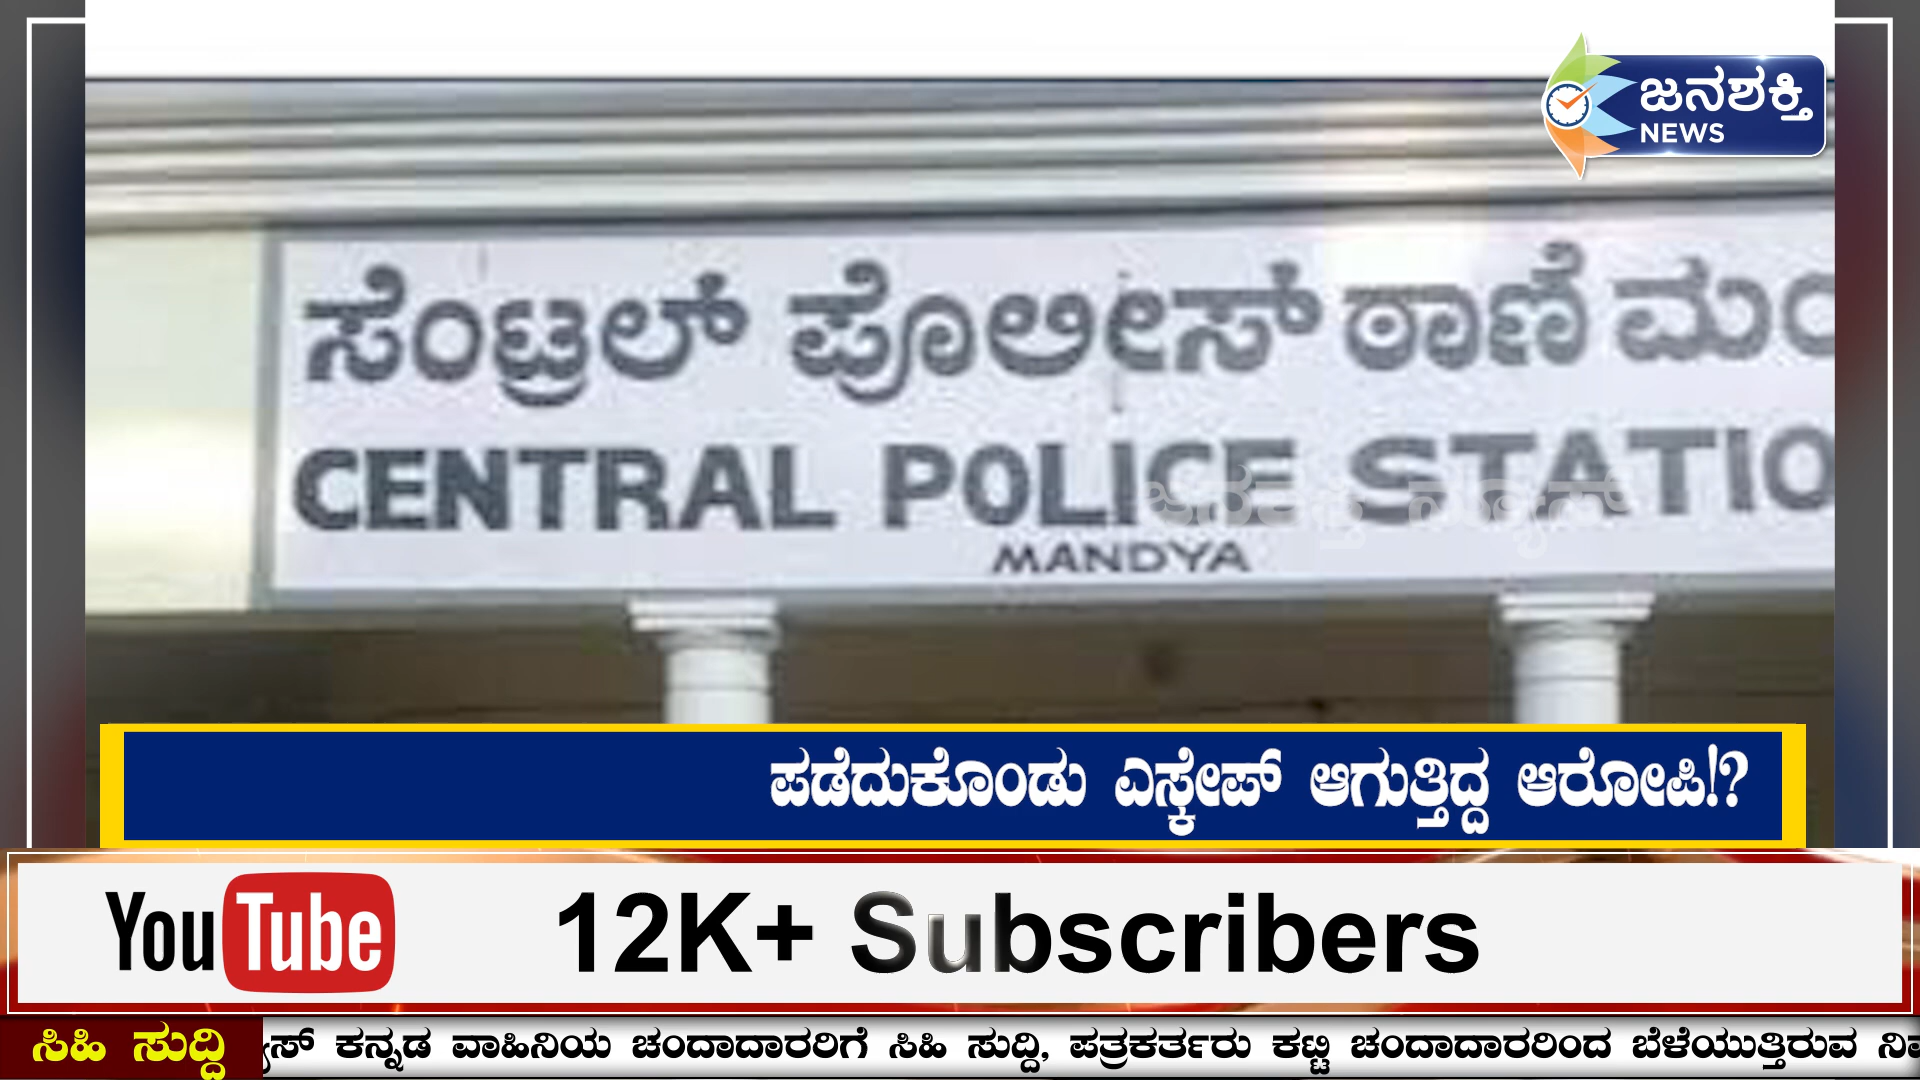 ಜನಶಕ್ತಿ
NEWS
ಸೆಂಟ್ರಲ್ ಪೊಲೀಸ್ ಠಾಣೆ
CENTRAL POLICE
MANDYA
ಪಡೆದುಕೊಂಡು ಎಸ್ಕೇಪ್ ಆಗುತ್ತಿದ್ದ ಆರೋಪಿ!?
YouTube
12K+ Subscribers
ಸಿಹಿ ಸುದ್ದಿ
ಕನ್ನಡ ವಾಹಿನಿಯ ಚಂದಾದಾರರಿಗೆ ಸಿಹಿ ಸುದ್ದಿ, ಪತ್ರಕರ್ತರು ಕಟ್ಟಿ ಚಂದಾದಾರರಿಂದ ಬೆಳೆಯುತ್ತಿರುವ